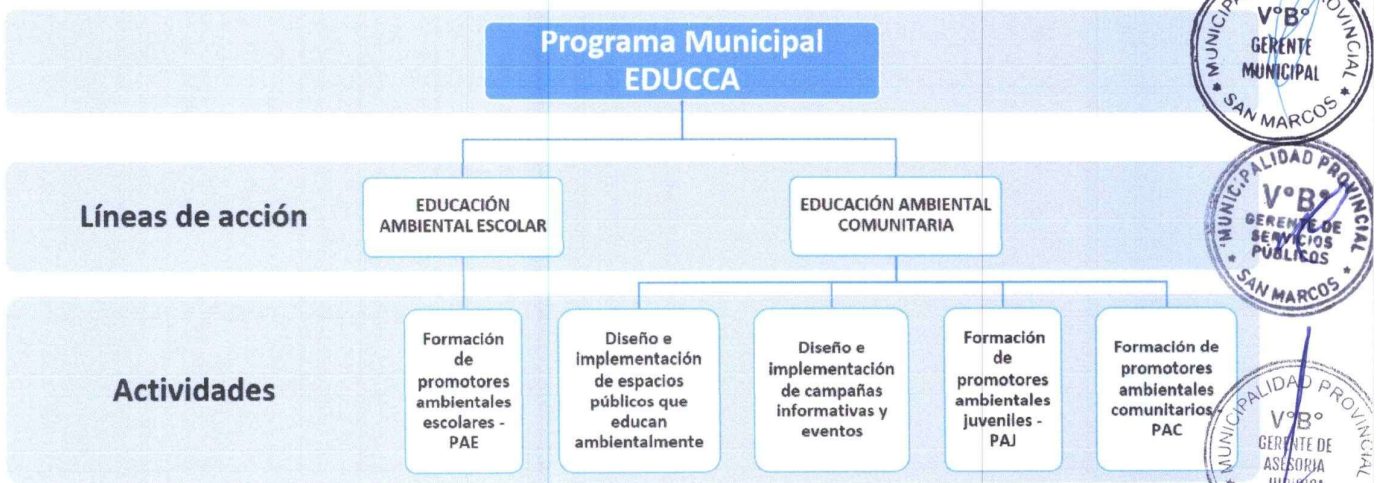 Programa Municipal
EDUCCA
Líneas de acción
EDUCACIÓN
AMBIENTAL ESCOLAR
EDUCACIÓN AMBIENTAL
COMUNITARIA
Actividades
Formación
de
promotores
ambientales
escolares -
PAE
Diseño e
implementación
de espacios
públicos que
educan
ambientalmente
Diseño e
implementación
de campañas
informativas y
eventos
Formación
de
promotores
ambientales
juveniles -
PAJ
Formación de
promotores
ambientales
comunitarios -
PAC
V°B°
GERENTE
MUNICIPAL
SAN MARCOS
MUNICIPALIDAD PROVINCIAL
V°B°
GERENTE DE
SERVICIOS
PÚBLICOS
SAN MARCOS
MUNICIPALIDAD PROVINCIAL
V°B°
GERENTE DE
ASESORIA